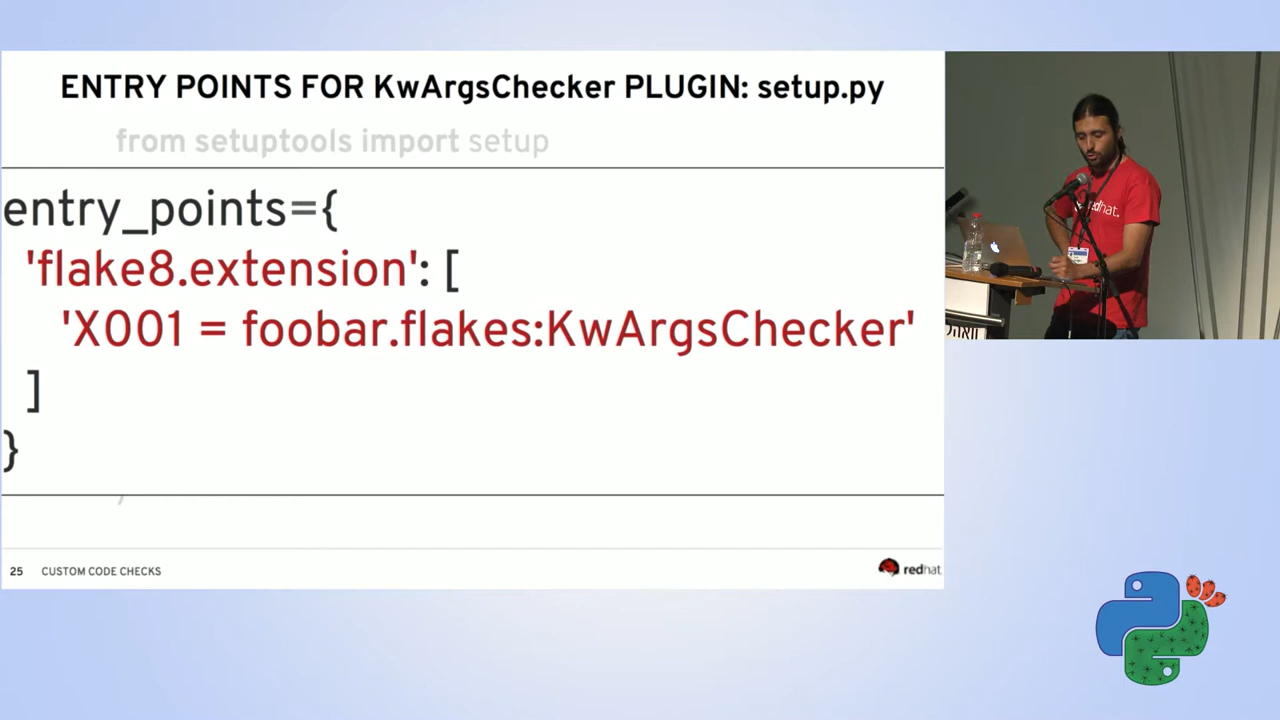 ENTRY POINTS FOR KwArgsChecker PLUGIN: setup.py
from setuptools import setup
entry_points={
'flake8.extension': [
'X001 = foobar.flakes:KwArgsChecker'
]
}
)
25 CUSTOM CODE CHECKS
redhat
redhat.